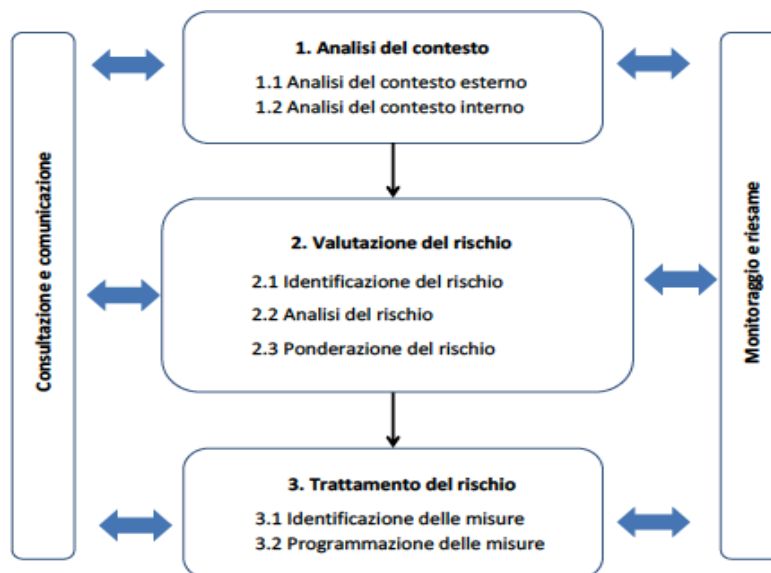 Consultazione e comunicazione
1. Analisi del contesto
1.1 Analisi del contesto esterno
1.2 Analisi del contesto interno
2. Valutazione del rischio
2.1 Identificazione del rischio
2.2 Analisi del rischio
2.3 Ponderazione del rischio
3. Trattamento del rischio
3.1 Identificazione delle misure
3.2 Programmazione delle misure
Monitoraggio e riesame